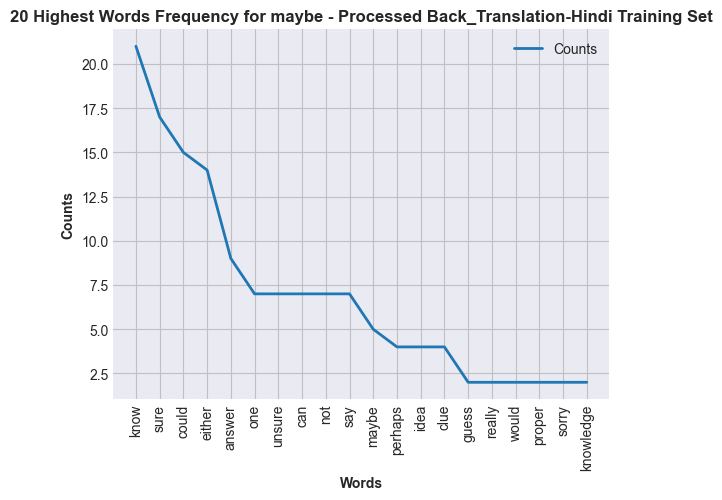 20 Highest Words Frequency for maybe - Processed Back_Translation-Hindi Training Set
Counts
20.0
17.5
15.0
12.5
10.0
7.5
5.0
2.5
Counts
know
sure
could
either
answer
one
unsure
can
not
say
maybe
perhaps
idea
clue
guess
really
would
proper
sorry
knowledge
Words